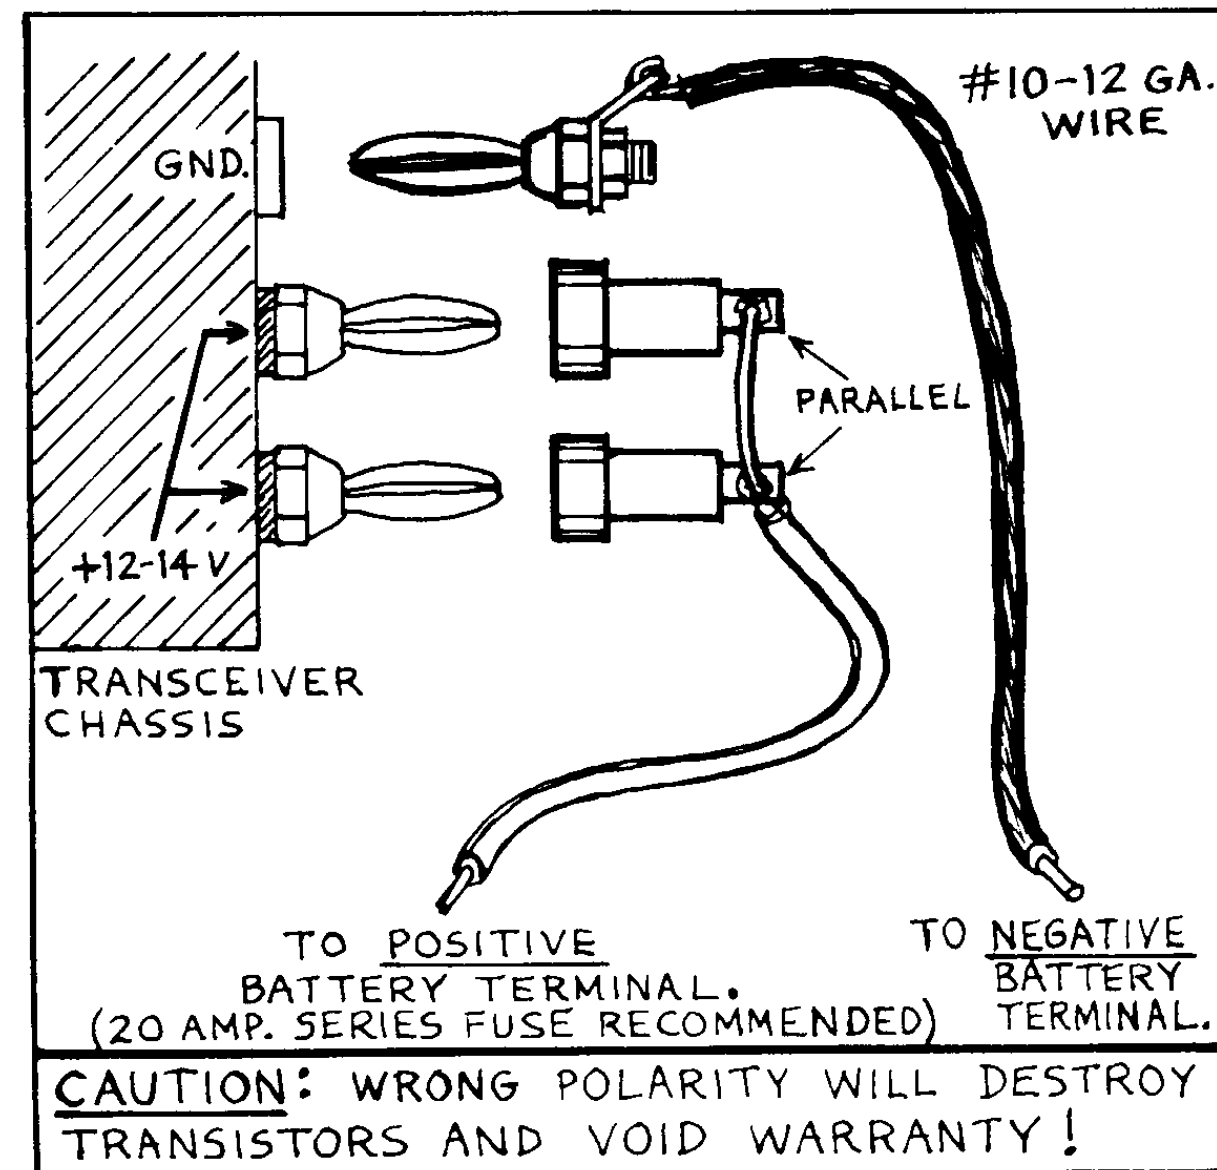 #10-12 GA.
WIRE
GND.
PARALLEL
+12-14 V
TRANSCEIVER
CHASSIS
TO POSITIVE
BATTERY TERMINAL.
(20 AMP. SERIES FUSE RECOMMENDED)
TO NEGATIVE
BATTERY
TERMINAL.
CAUTION: WRONG POLARITY WILL DESTROY
TRANSISTORS AND VOID WARRANTY!